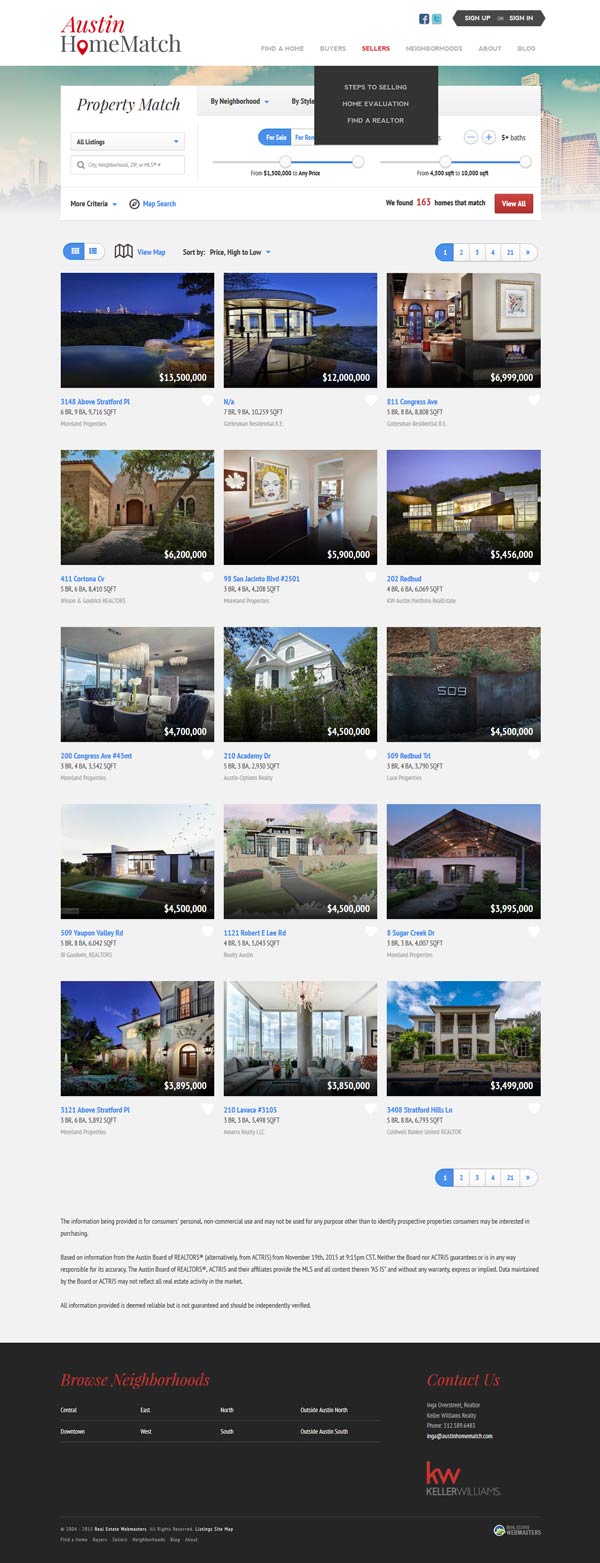 Austin
HomeMatch
SIGN UP OR SIGN IN
FIND A HOME BUYERS SELLERS NEIGHBORHOODS ABOUT BLOG
STEPS TO SELLING
HOME EVALUATION
FIND A REALTOR
Property Match
By Neighborhood By Style
All Listings
For Sale For Ren
5+ baths
City, Neighborhood, ZIP, or MLS® #
From $1,500,000 to Any Price
From 4,500 sqft to 10,000 sqft
More Criteria Map Search
We found 163 homes that match View All
View Map Sort by: Price, High to Low
1 2 3 4 21 »
$13,500,000 $12,000,000 $6,999,000
3148 Above Stratford Pl N/a 811 Congress Ave
6 BR, 9 BA, 9,716 SQFT 7 BR, 9 BA, 10,259 SQFT 5 BR, 8 BA, 8,808 SQFT
Moreland Properties Gottesman Residential R.E. Gottesman Residential R.E.
$6,200,000 $5,900,000 $5,456,000
411 Cortona Cv 98 San Jacinto Blvd #2501 202 Redbud
5 BR, 6 BA, 8,410 SQFT 3 BR, 4 BA, 4,208 SQFT 4 BR, 6 BA, 6,069 SQFT
Wilson & Goldrick REALTORS Moreland Properties KW-Austin Portfolio RealEstate
509
$4,700,000 $4,500,000 $4,500,000
200 Congress Ave #43mt 210 Academy Dr 509 Redbud Trl
3 BR, 4 BA, 3,542 SQFT 5 BR, 3 BA, 2,930 SQFT 3 BR, 4 BA, 3,790 SQFT
Moreland Properties Austin Options Realty Luce Properties
$4,500,000 $4,500,000 $3,995,000
509 Yaupon Valley Rd 1121 Robert E Lee Rd 8 Sugar Creek Dr
5 BR, 8 BA, 6,042 SQFT 4 BR, 5 BA, 5,043 SQFT 3 BR, 3 BA, 4,007 SQFT
JB Goodwin, REALTORS Realty Austin Moreland Properties
$3,895,000 $3,850,000 $3,499,000
3121 Above Stratford Pl 210 Lavaca #3105 3408 Stratford Hills Ln
3 BR, 6 BA, 5,892 SQFT 3 BR, 3 BA, 3,498 SQFT 5 BR, 8 BA, 6,793 SQFT
Moreland Properties Amarra Realty LLC Coldwell Banker United REALTOR
1 2 3 4 21 »
The information being provided is for consumers' personal, non-commercial use and may not be used for any purpose other than to identify prospective properties consumers may be interested in
purchasing.
Based on information from the Austin Board of REALTORS® (alternatively, from ACTRIS) from November 19th, 2015 at 9:15pm CST. Neither the Board nor ACTRIS guarantees or is in any way
responsible for its accuracy. The Austin Board of REALTORS®, ACTRIS and their affiliates provide the MLS and all content therein "AS IS" and without any warranty, express or implied. Data maintained
by the Board or ACTRIS may not reflect all real estate activity in the market.
All information provided is deemed reliable but is not guaranteed and should be independently verified.
Browse Neighborhoods
Central East North Outside Austin North
Downtown West South Outside Austin South
Contact Us
Inga Overstreet, Realtor
Keller Williams Realty
Phone: 512.589.6483
inga@austinhomematch.com
kw
KELLERWILLIAMS.
© 2004 - 2015 Real Estate Webmasters. All Rights Reserved. Listings Site Map
Find a Home Buyers Sellers Neighborhoods Blog About
REAL ESTATE
WEBMASTERS